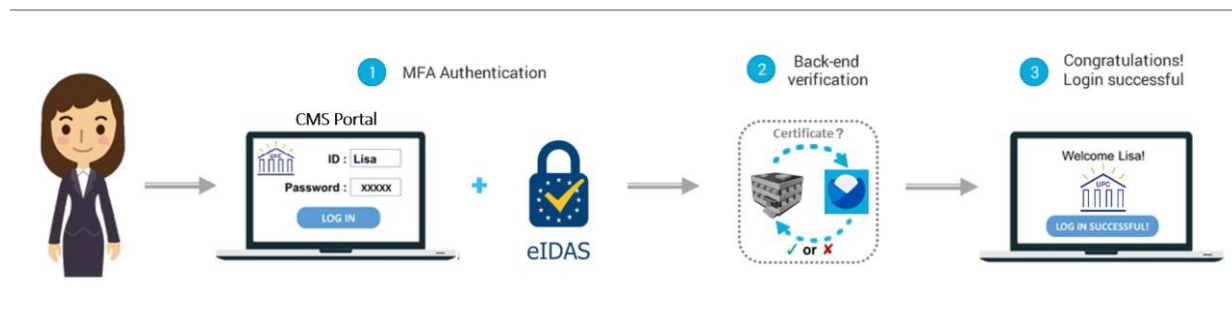 1 MFA Authentication
CMS Portal
UPC
ID : Lisa
Password : xxxxx
LOG IN
+
eIDAS
2 Back-end
verification
Certificate ?
✓ or ✗
3 Congratulations!
Login successful
Welcome Lisa!
UPC
LOG IN SUCCESSFUL!